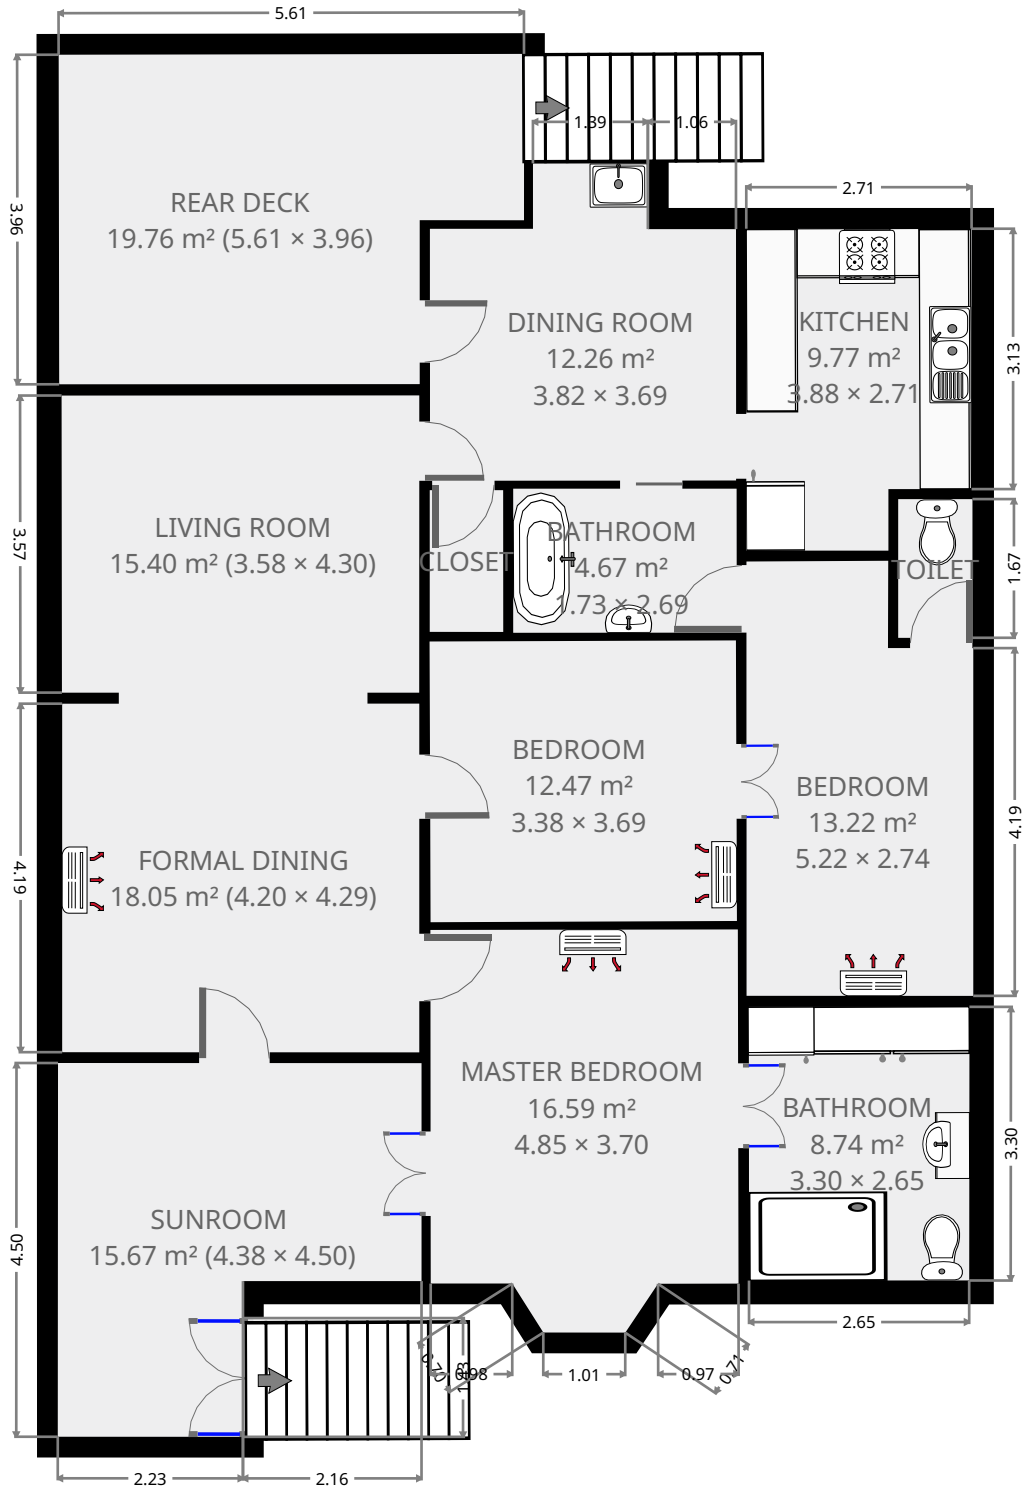 5.61
1.39
1.06
2.71
3.96
REAR DECK
19.76 m² (5.61 × 3.96)
DINING ROOM
12.26 m²
3.82 × 3.69
KITCHEN
9.77 m²
3.88 × 2.71
3.13
LIVING ROOM
15.40 m² (3.58 × 4.30)
3.57
CLOSET
BATHROOM
4.67 m²
1.73 × 2.69
TOILET
1.67
BEDROOM
12.47 m²
3.38 × 3.69
BEDROOM
13.22 m²
5.22 × 2.74
4.19
FORMAL DINING
18.05 m² (4.20 × 4.29)
4.19
MASTER BEDROOM
16.59 m²
4.85 × 3.70
BATHROOM
8.74 m²
3.30 × 2.65
3.30
SUNROOM
15.67 m² (4.38 × 4.50)
4.50
2.65
0.70
0.98
1.01
0.97
0.71
2.23
2.16